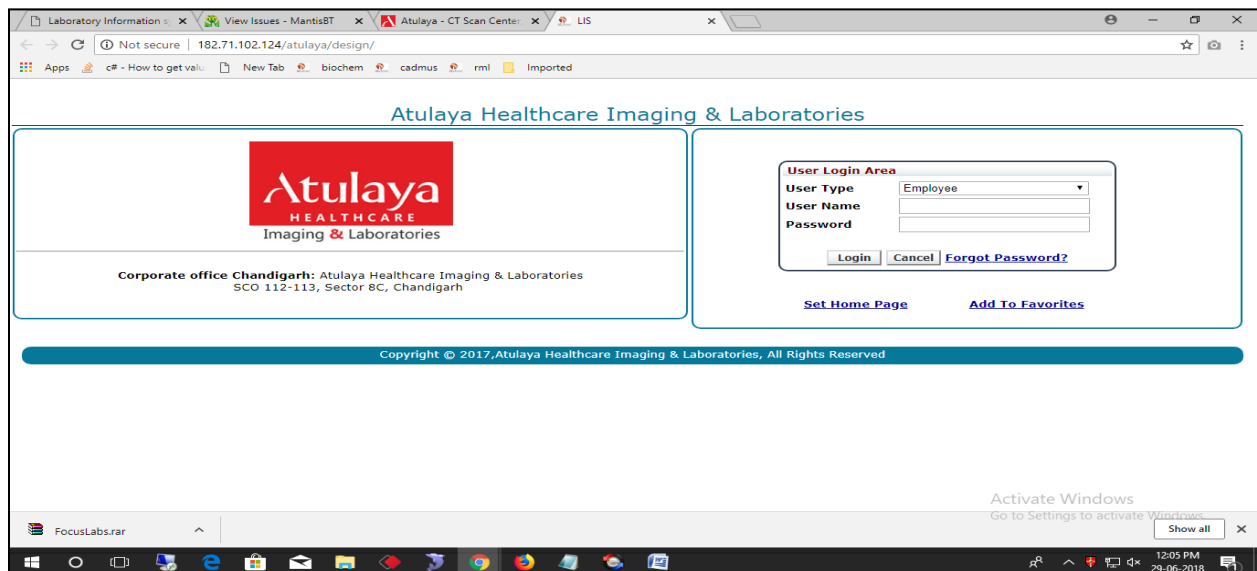 Laboratory Information s
View Issues - MantisBT
Atulaya - CT Scan Center,
LIS
Not secure | 182.71.102.124/atulaya/design/
Apps
c# - How to get valu
New Tab
biochem
cadmus
rml
Imported
Atulaya Healthcare Imaging & Laboratories
Atulaya
HEALTHCARE
Imaging & Laboratories
Corporate office Chandigarh: Atulaya Healthcare Imaging & Laboratories
SCO 112-113, Sector 8C, Chandigarh
User Login Area
User Type Employee
User Name
Password
Login Cancel Forgot Password?
Set Home Page Add To Favorites
Copyright © 2017,Atulaya Healthcare Imaging & Laboratories, All Rights Reserved
Activate Windows
Go to Settings to activate Windows.
FocusLabs.rar
Show all
12:05 PM
29-06-2018